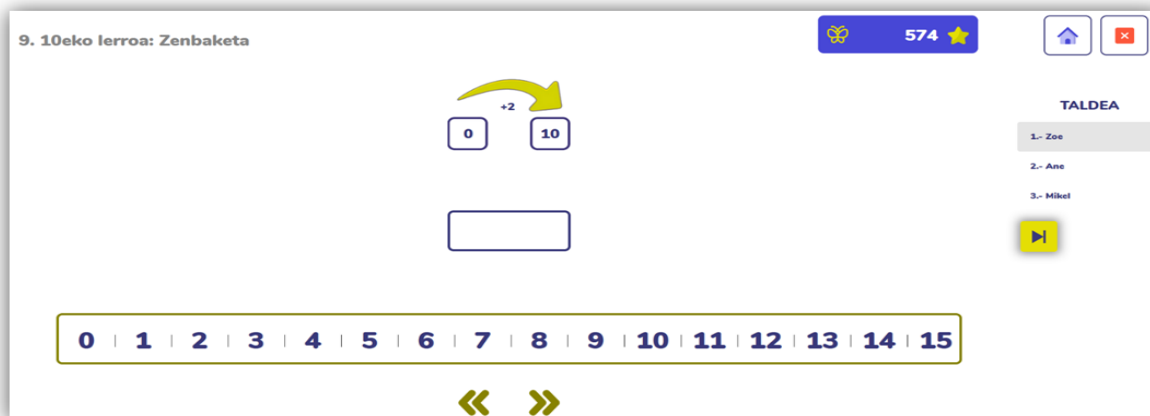 9. 10eko lerroa: Zenbaketa
574
+2
0 10
TALDEA
1.- Zoe
2.- Ane
3.- Mikel
0 | 1 | 2 | 3 | 4 | 5 | 6 | 7 | 8 | 9 | 10 | 11 | 12 | 13 | 14 | 15